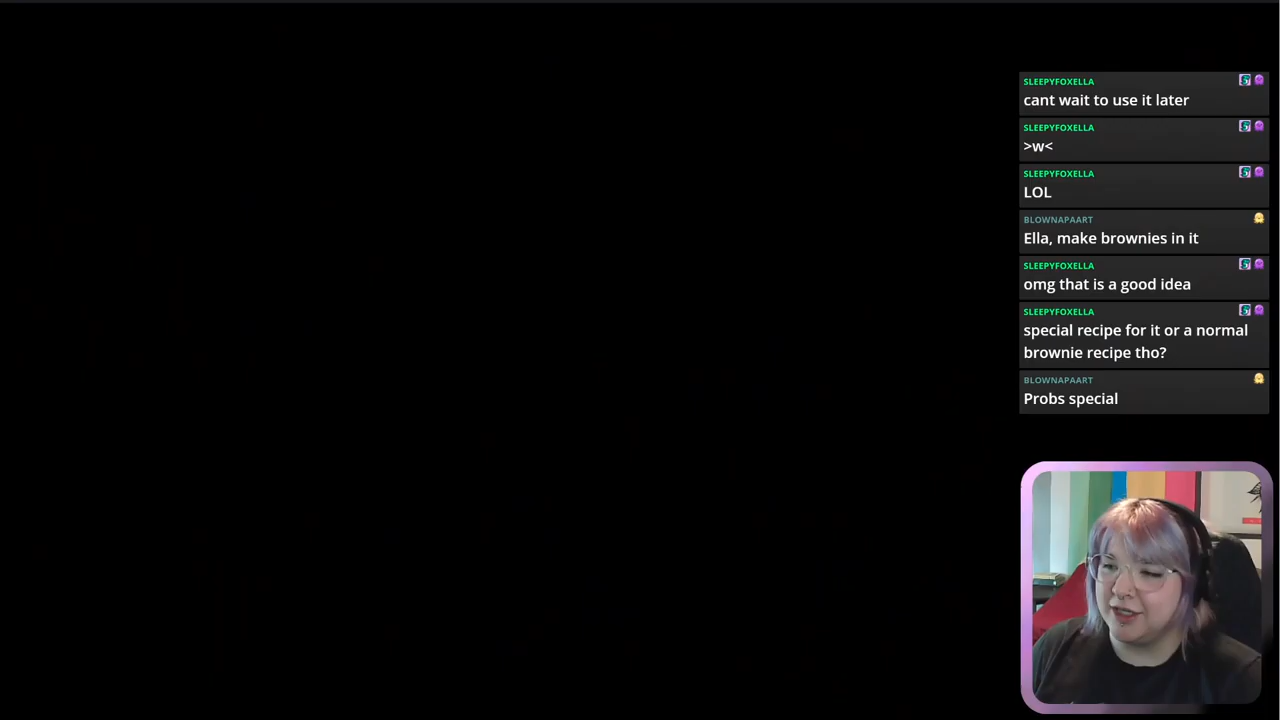 SLEEPYFOXELLA
cant wait to use it later
SLEEPYFOXELLA
>w<
SLEEPYFOXELLA
LOL
BLOWNAPAART
Ella, make brownies in it
SLEEPYFOXELLA
omg that is a good idea
SLEEPYFOXELLA
special recipe for it or a normal
brownie recipe tho?
BLOWNAPAART
Probs special